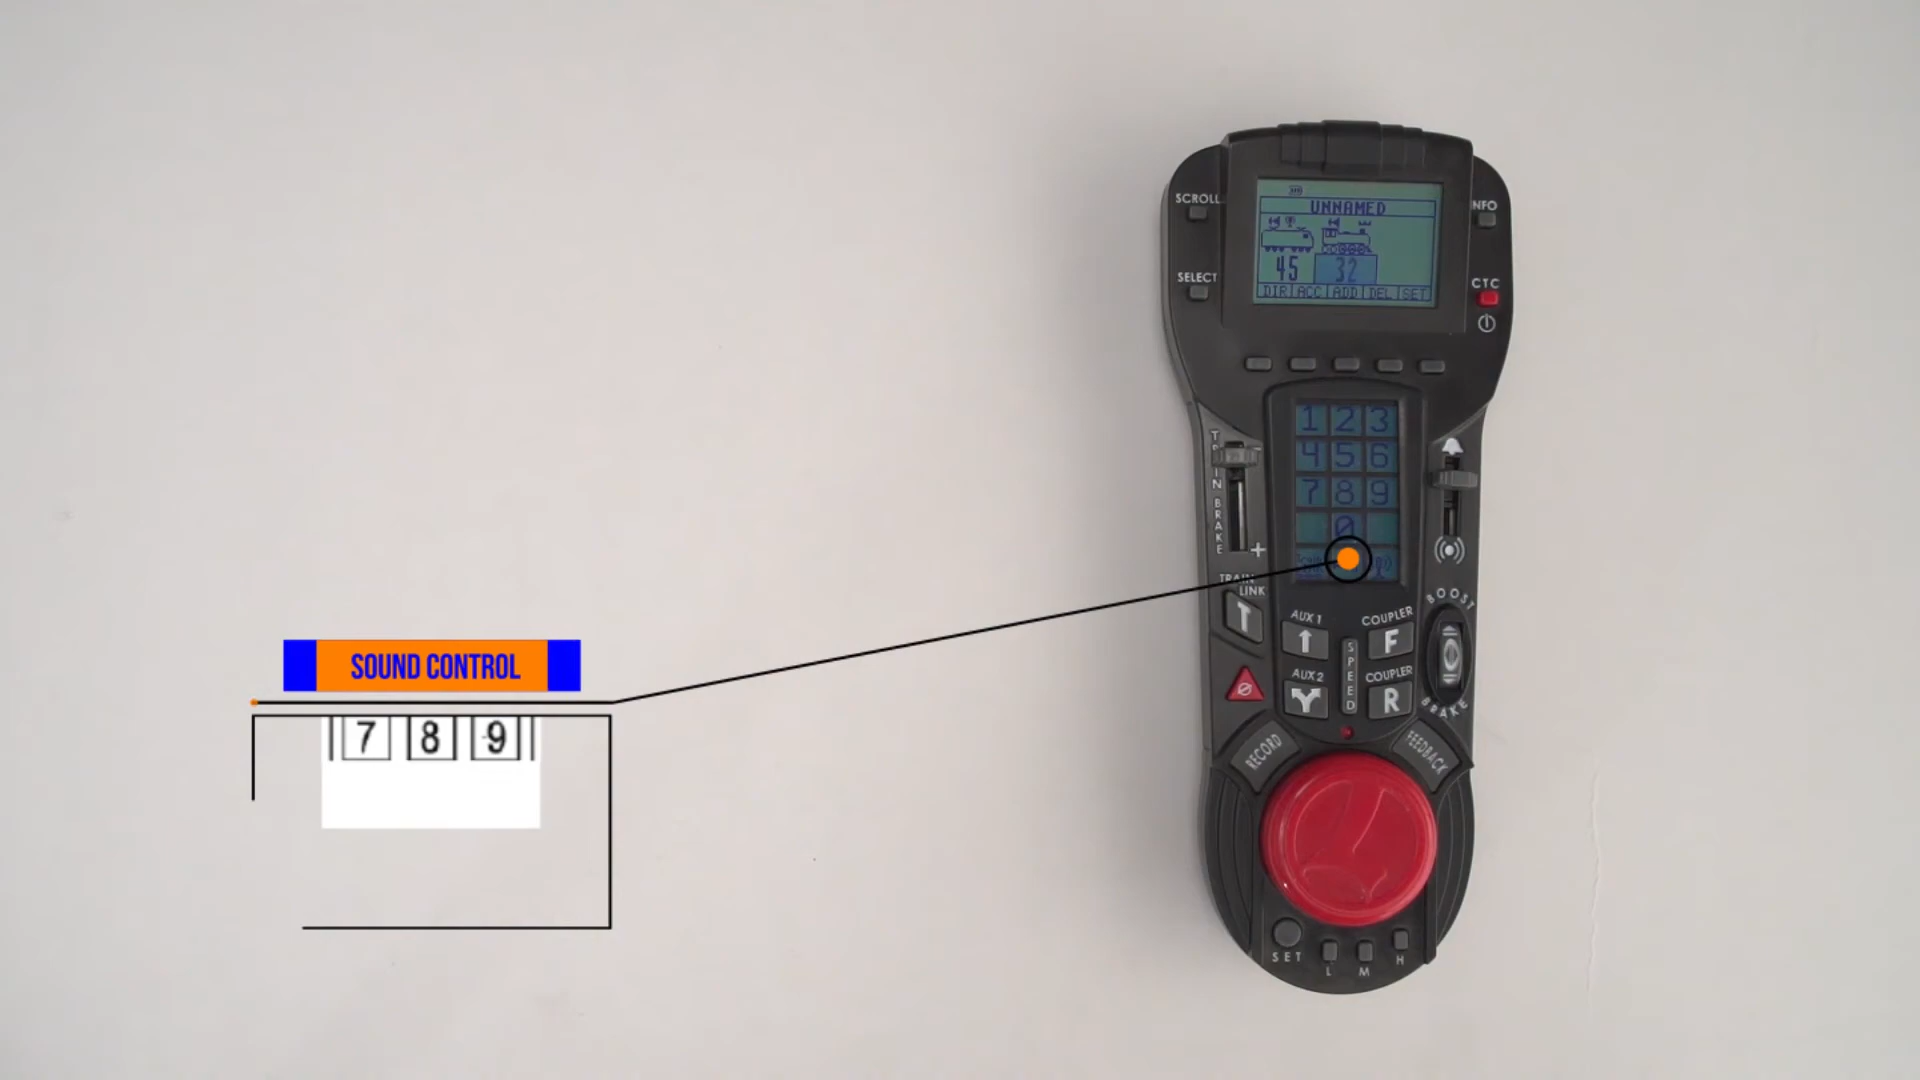 SCROLL
INFO
UNNAMED
SELECT
45
32
CTC
DIR ACC ADD DEL SET
1 2 3
4 5 6
7 8 9
0
TRAIN BRAKE
+
TRAIN LINK
T
BOOST
AUX 1
COUPLER
F
SPEED
AUX 2
COUPLER
R
BRAKE
SOUND CONTROL
7 8 9
RECORD
FEEDBACK
SET
L
M
H